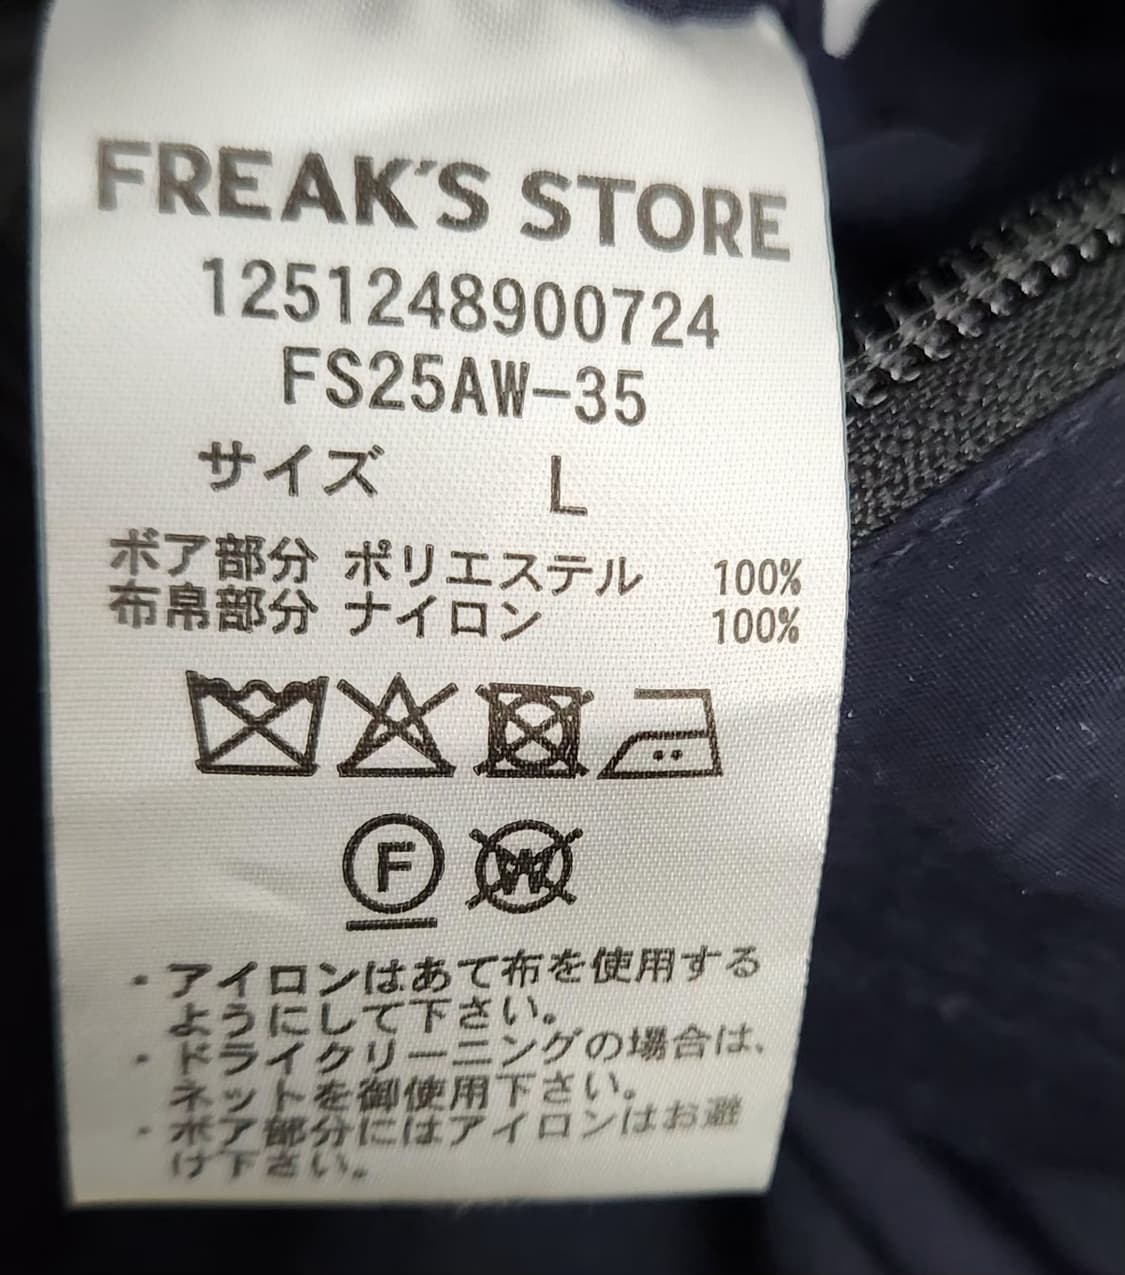 FREAK'S STORE
1251248900724
FS25AW-35
サイズ L
ボア部分 ポリエステル 100%
布帛部分 ナイロン 100%
F W
・アイロンはあて布を使用する
ようにして下さい。
・ドライクリーニングの場合は、
ネットを御使用下さい。
・ボア部分にはアイロンはお避
け下さい。